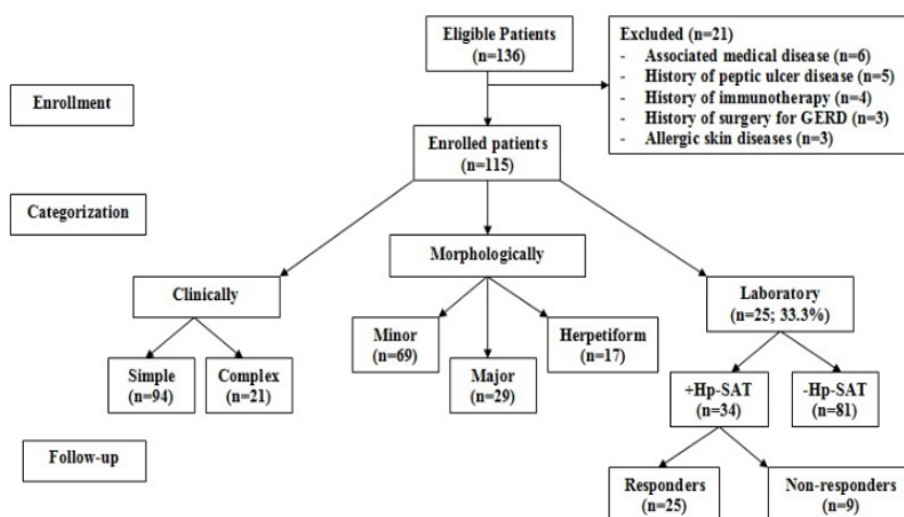 Eligible Patients
(n=136)
Excluded (n=21)
- Associated medical disease (n=6)
- History of peptic ulcer disease (n=5)
- History of immunotherapy (n=4)
- History of surgery for GERD (n=3)
- Allergic skin diseases (n=3)
Enrollment
Enrolled patients
(n=115)
Categorization
Clinically
Morphologically
Laboratory
(n=25; 33.3%)
Simple
(n=94)
Complex
(n=21)
Minor
(n=69)
Major
(n=29)
Herpetiform
(n=17)
+Hp-SAT
(n=34)
-Hp-SAT
(n=81)
Follow-up
Responders
(n=25)
Non-responders
(n=9)